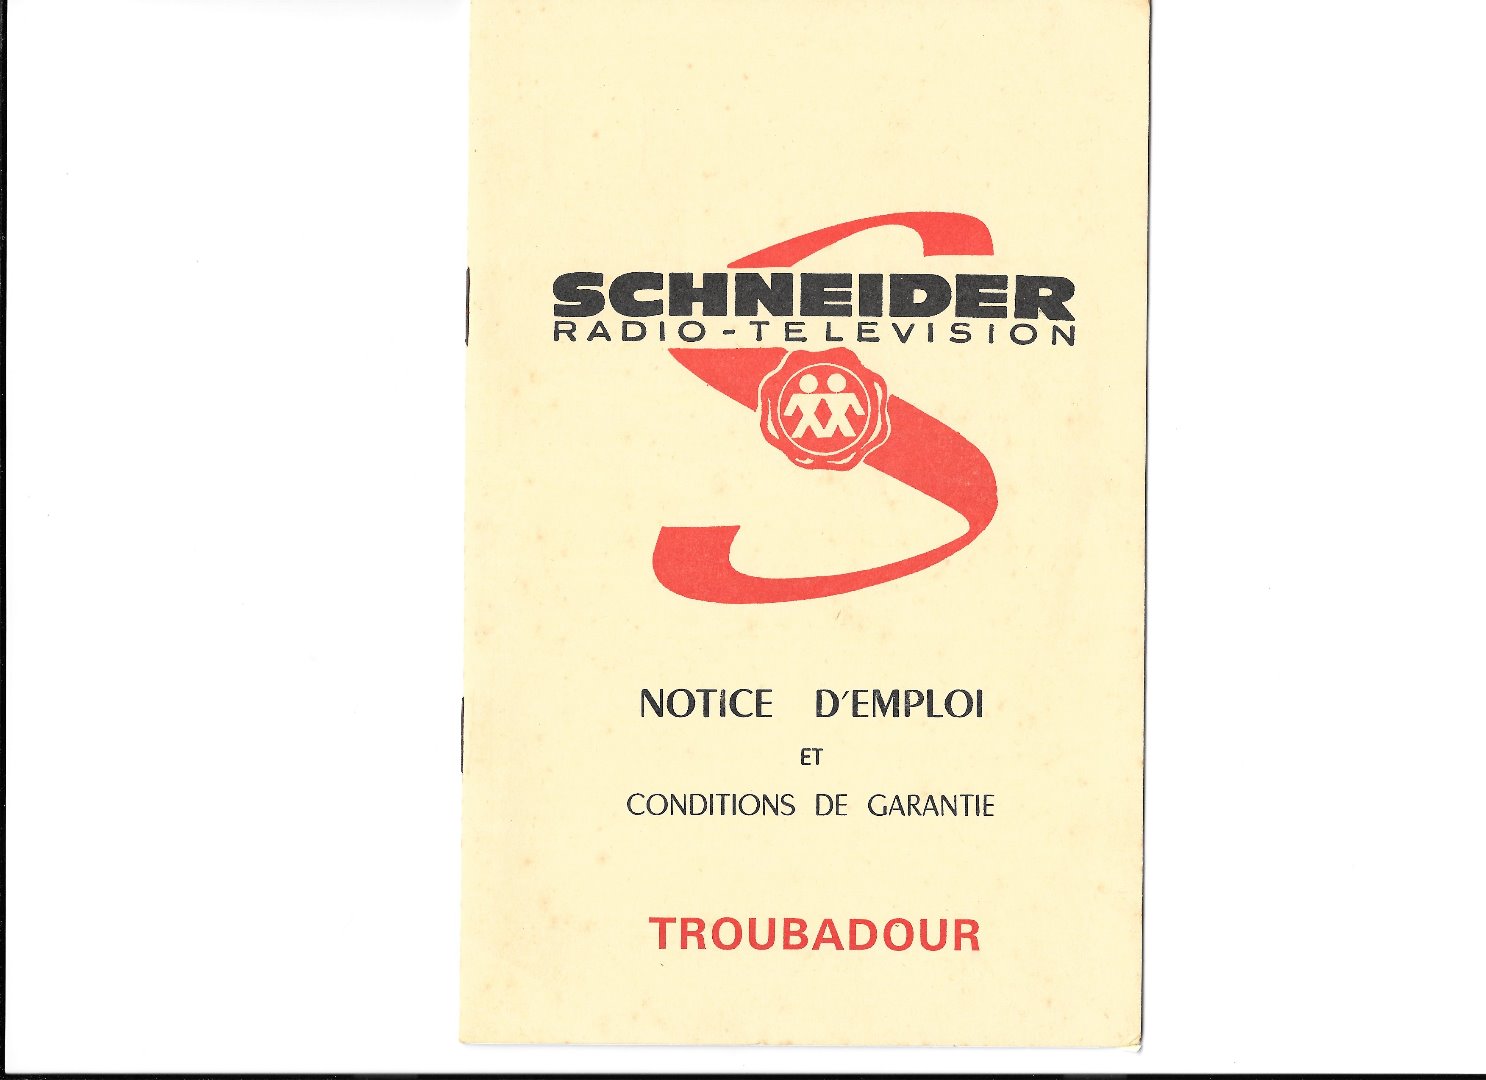 SCHNEIDER
RADIO-TELEVISION
NOTICE D'EMPLOI
ET
CONDITIONS DE GARANTIE
TROUBADOUR